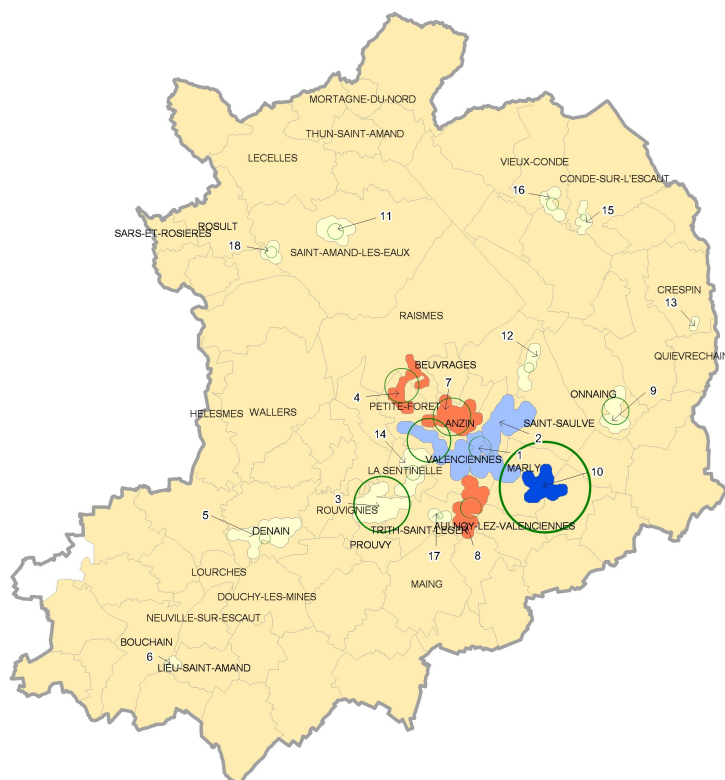 MORTAGNE-DU-NORD
THUN-SAINT-AMAND
LECELLES
VIEUX-CONDE
CONDE-SUR-L'ESCAUT
16
15
11
ROSULT
SARS-ET-ROSIERES
18
SAINT-AMAND-LES-EAUX
CRESPIN
13
RAISMES
12
QUIEVRECHAIN
BEUVRAGES
7
4
PETITE-FORET
ONNAING
9
HELESMES
WALLERS
ANZIN
SAINT-SAULVE
2
14
1
VALENCIENNES
LA SENTINELLE
MARLY
10
3
ROUVIGNIES
5
DENAIN
TRITH-SAINT-LEGER
AULNOY-LEZ-VALENCIENNES
PROUVY
17
8
LOURCHES
MAING
DOUCHY-LES-MINES
NEUVILLE-SUR-ESCAUT
BOUCHAIN
6
LIEU-SAINT-AMAND